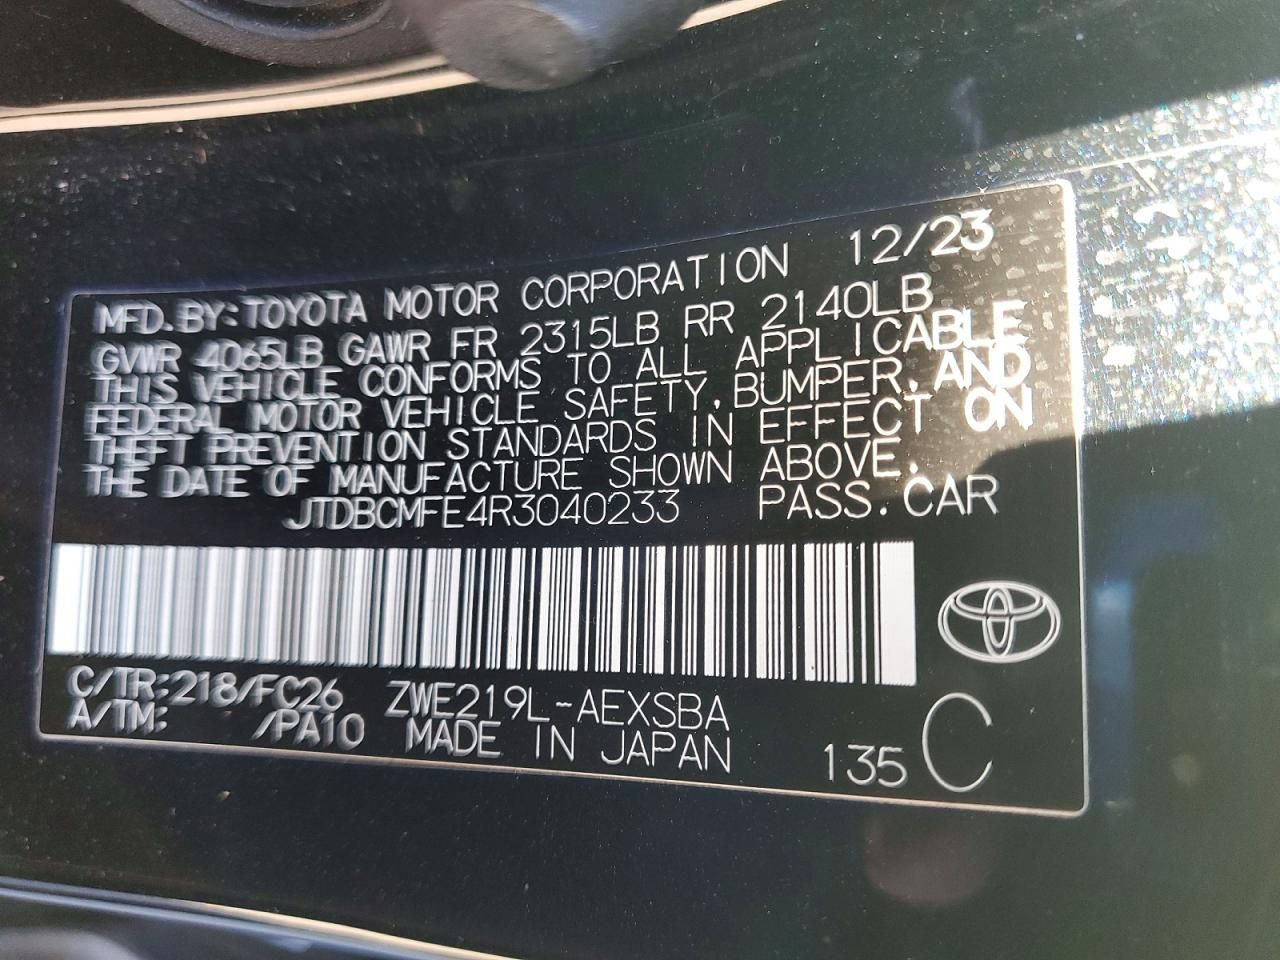 MFD. BY: TOYOTA MOTOR CORPORATION 12/23
GVWR 4065LB GAWR FR 2315LB RR 2140LB
THIS VEHICLE CONFORMS TO ALL APPLICABLE
FEDERAL MOTOR VEHICLE SAFETY, BUMPER, AND
THEFT PREVENTION STANDARDS IN EFFECT ON
THE DATE OF MANUFACTURE SHOWN ABOVE.
JTDBCMFE4R3040233 PASS. CAR
C/TR: 218/FC26 ZWE219L-AEXSBA
A/TM: /PA10 MADE IN JAPAN 135 C